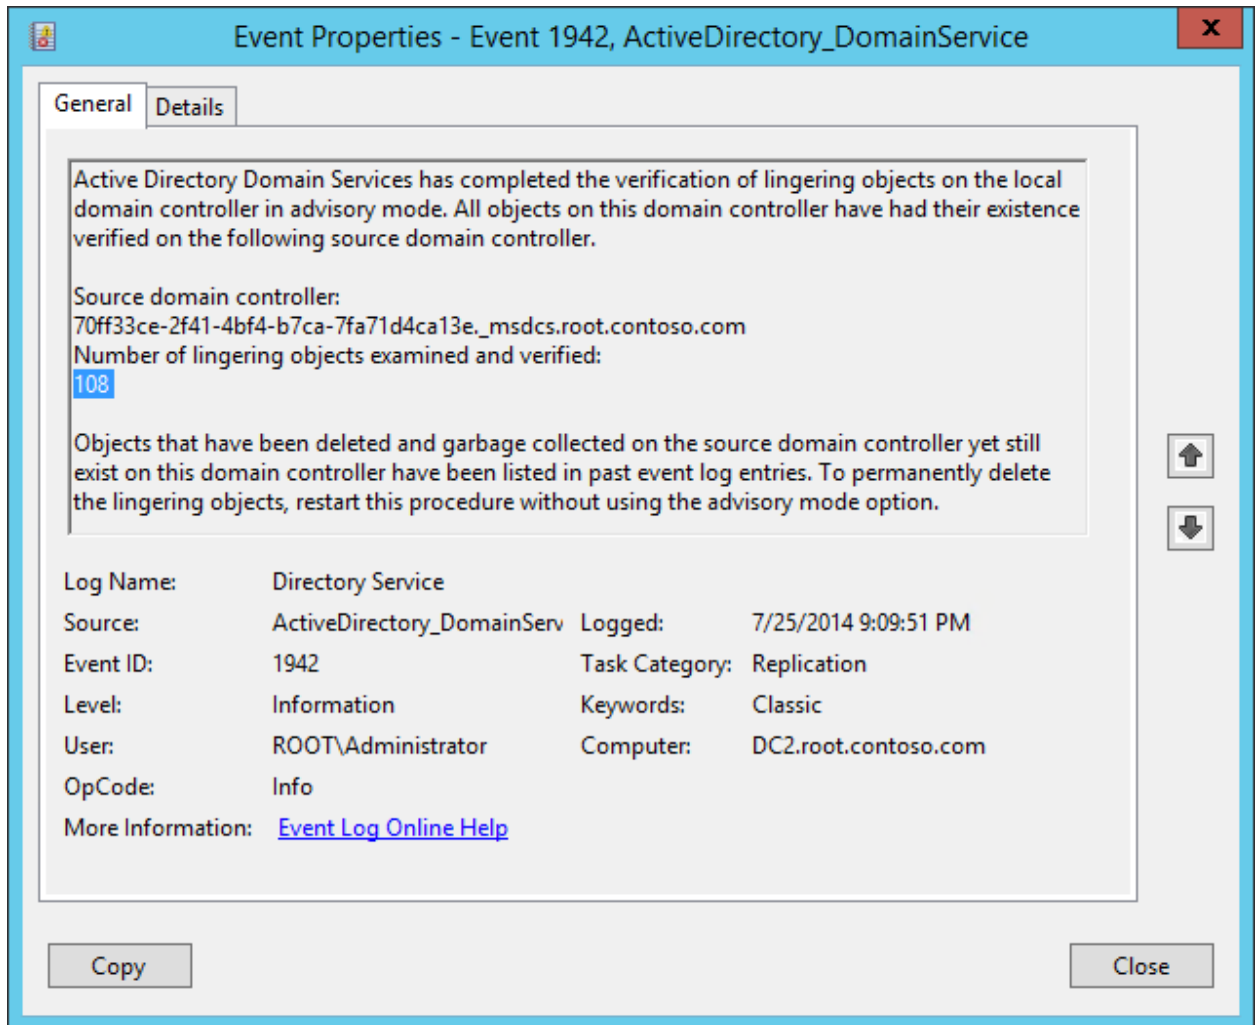 Event Properties - Event 1942, ActiveDirectory_DomainService
x
General Details
Active Directory Domain Services has completed the verification of lingering objects on the local
domain controller in advisory mode. All objects on this domain controller have had their existence
verified on the following source domain controller.
Source domain controller:
70ff33ce-2f41-4bf4-b7ca-7fa71d4ca13e._msdcs.root.contoso.com
Number of lingering objects examined and verified:
108
Objects that have been deleted and garbage collected on the source domain controller yet still
exist on this domain controller have been listed in past event log entries. To permanently delete
the lingering objects, restart this procedure without using the advisory mode option.
Log Name: Directory Service
Source: ActiveDirectory_DomainServ Logged: 7/25/2014 9:09:51 PM
Event ID: 1942 Task Category: Replication
Level: Information Keywords: Classic
User: ROOT\Administrator Computer: DC2.root.contoso.com
OpCode: Info
More Information: Event Log Online Help
Copy Close